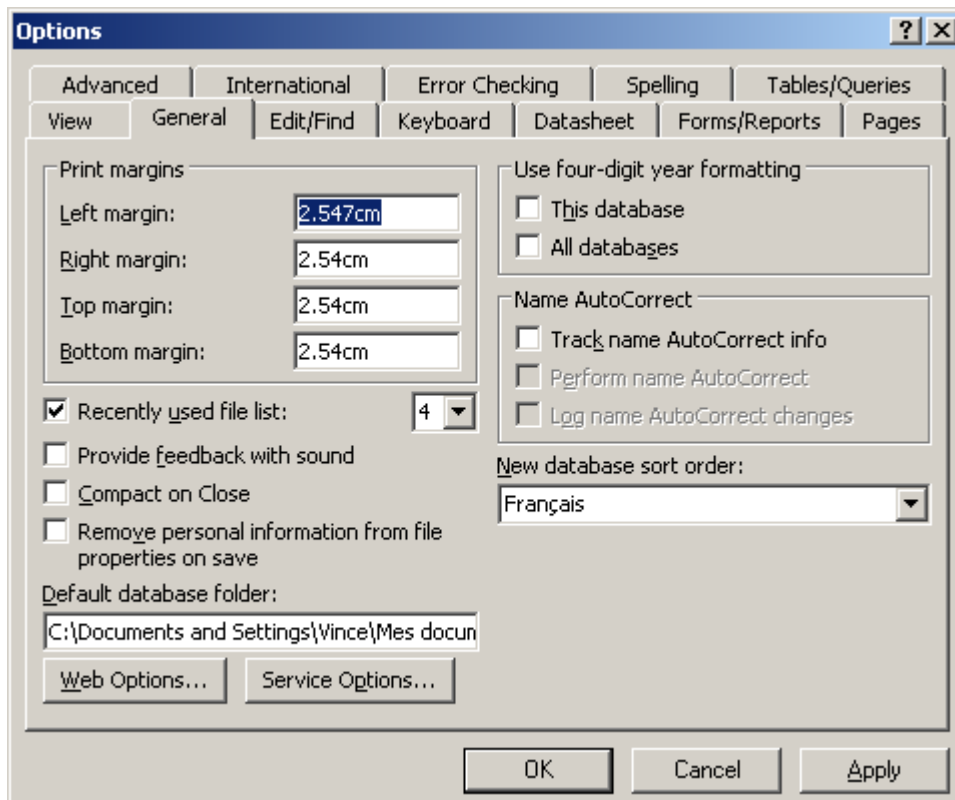 Options
Advanced
International
Error Checking
Spelling
Tables/Queries
View
General
Edit/Find
Keyboard
Datasheet
Forms/Reports
Pages
Print margins
Left margin:
2.547cm
Right margin:
2.54cm
Top margin:
2.54cm
Bottom margin:
2.54cm
Recently used file list:
4
Provide feedback with sound
Compact on Close
Remove personal information from file
properties on save
Default database folder:
C:\Documents and Settings\Vince\Mes docum
Web Options...
Service Options...
Use four-digit year formatting
This database
All databases
Name AutoCorrect
Track name AutoCorrect info
Perform name AutoCorrect
Log name AutoCorrect changes
New database sort order:
Français
OK
Cancel
Apply